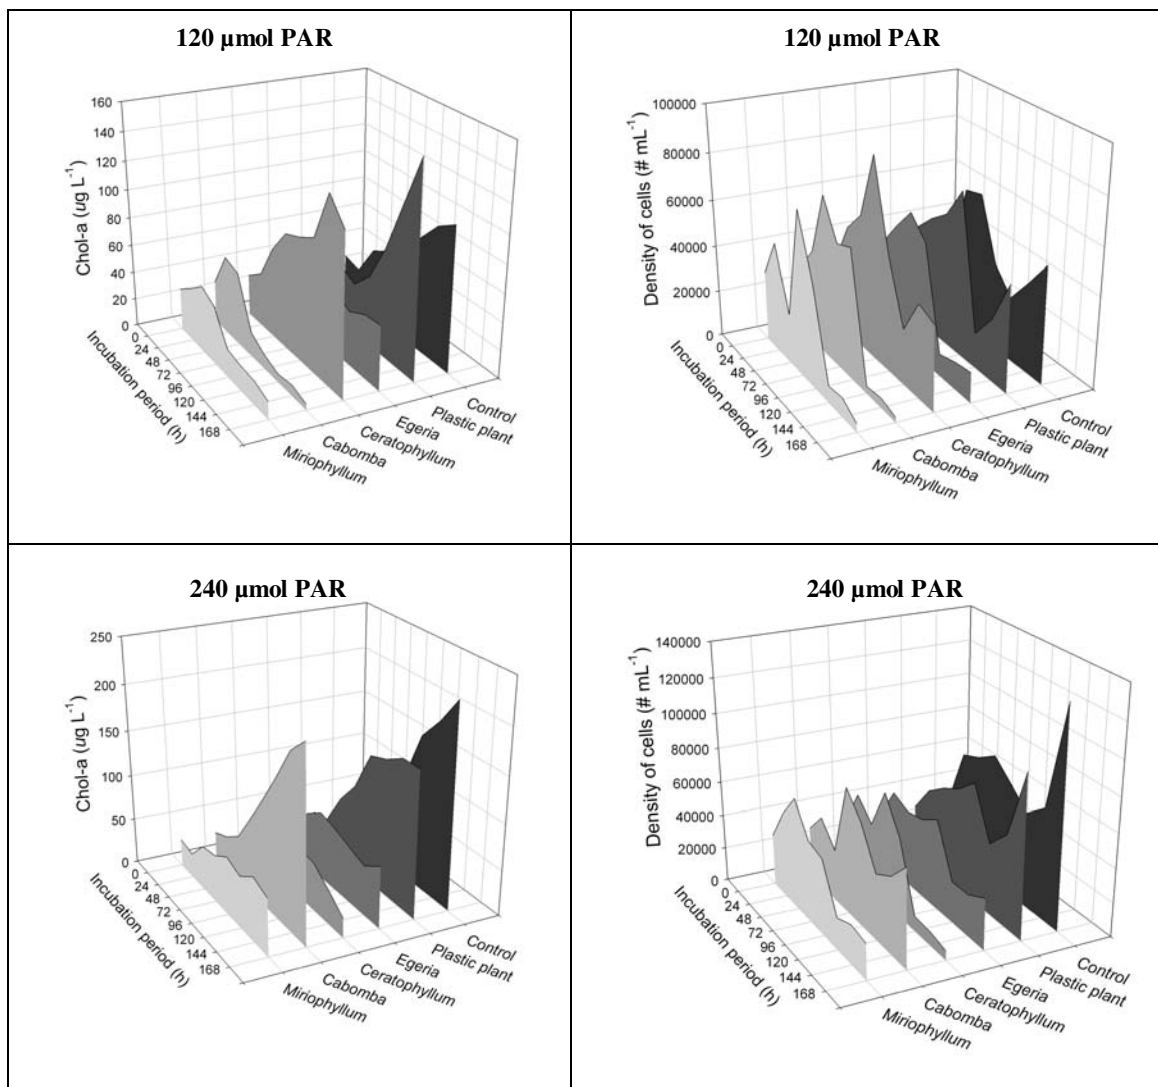 120 µmol PAR
Chol-a (ug L⁻¹)
160
140
120
100
80
60
40
20
0
0
24
48
72
96
120
144
168
Incubation period (h)
Miriophyllum
Cabomba
Ceratophyllum
Egeria
Plastic plant
Control
120 µmol PAR
Density of cells (# mL⁻¹)
100000
80000
60000
40000
20000
0
0
24
48
72
96
120
144
168
Incubation period (h)
Miriophyllum
Cabomba
Ceratophyllum
Egeria
Plastic plant
Control
240 µmol PAR
Chol-a (ug L⁻¹)
250
200
150
100
50
0
0
24
48
72
96
120
144
168
Incubation period (h)
Miriophyllum
Cabomba
Ceratophyllum
Egeria
Plastic plant
Control
240 µmol PAR
Density of cells (# mL⁻¹)
140000
120000
100000
80000
60000
40000
20000
0
0
24
48
72
96
120
144
168
Incubation period (h)
Miriophyllum
Cabomba
Ceratophyllum
Egeria
Plastic plant
Control